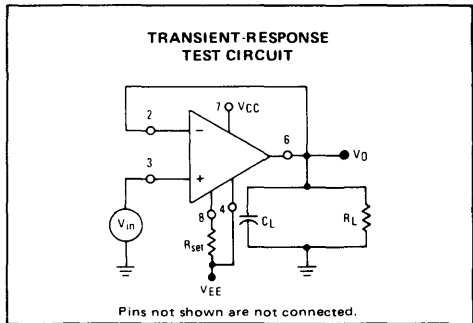 TRANSIENT-RESPONSE
TEST CIRCUIT
7 VCC
2
6
VO
3
Vin
8
4
CL
RL
Rset
VEE
Pins not shown are not connected.